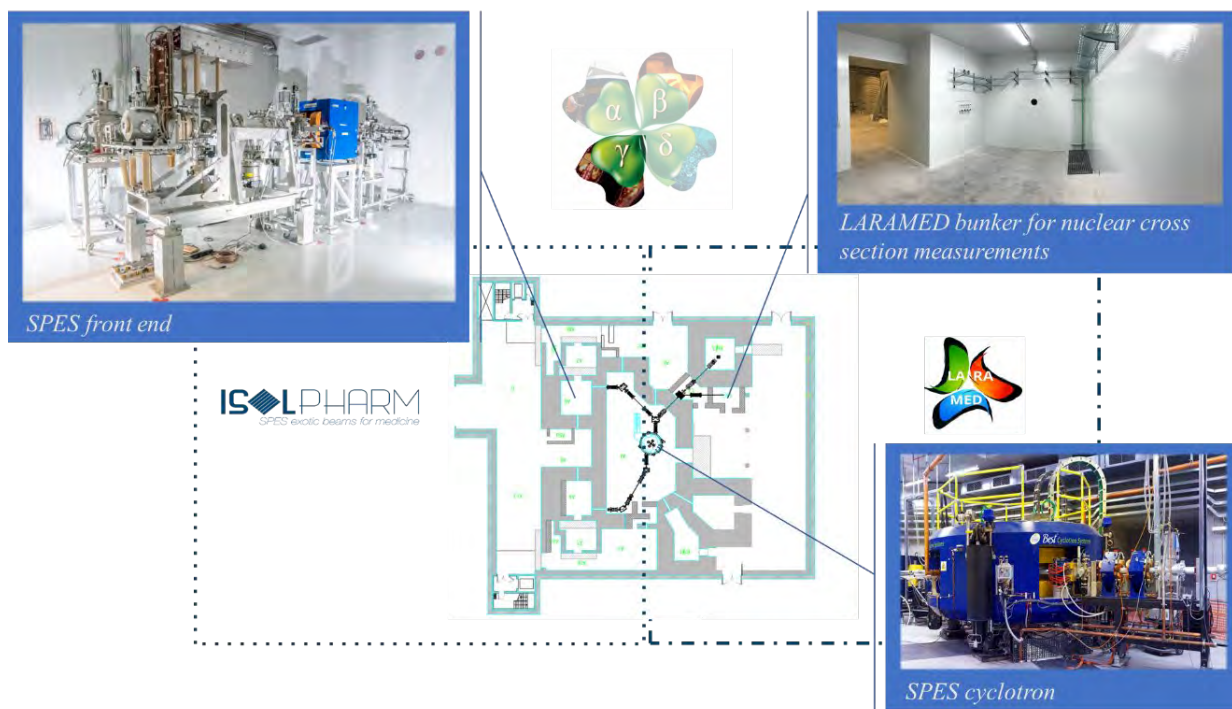 α
β
γ
δ
SPES front end
LARAMED bunker for nuclear cross
section measurements
ISOLPHARM
SPES exotic beams for medicine
LARA
MED
Best Cyclotron Systems
SPES cyclotron